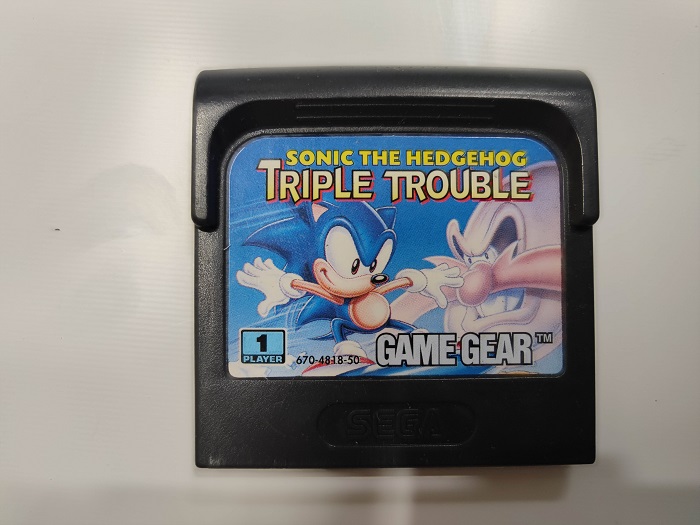 SONIC THE HEDGEHOG
TRIPLE TROUBLE
1
PLAYER
670-4818-50
GAME GEAR™
SEGA